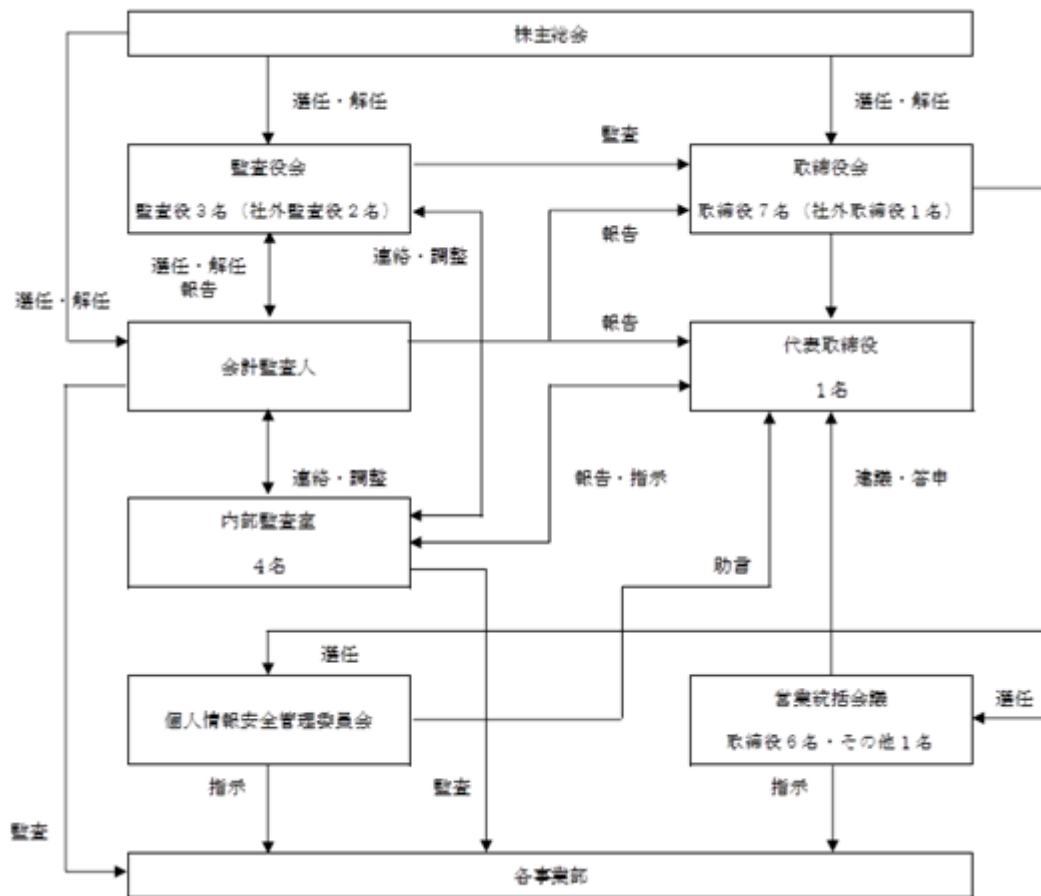 株主総会
選任・解任
選任・解任
監査
監査役会
監査役3名(社外監査役2名)
取締役会
取締役7名(社外取締役1名)
報告
連絡・調整
選任・解任
報告
選任・解任
報告
会計監査人
代表取締役
1名
連絡・調整
報告・指示
建議・答申
内部監査室
4名
助言
選任
個人情報安全管理委員会
営業統括会議
取締役6名・その他1名
選任
指示
監査
指示
監査
各事業部